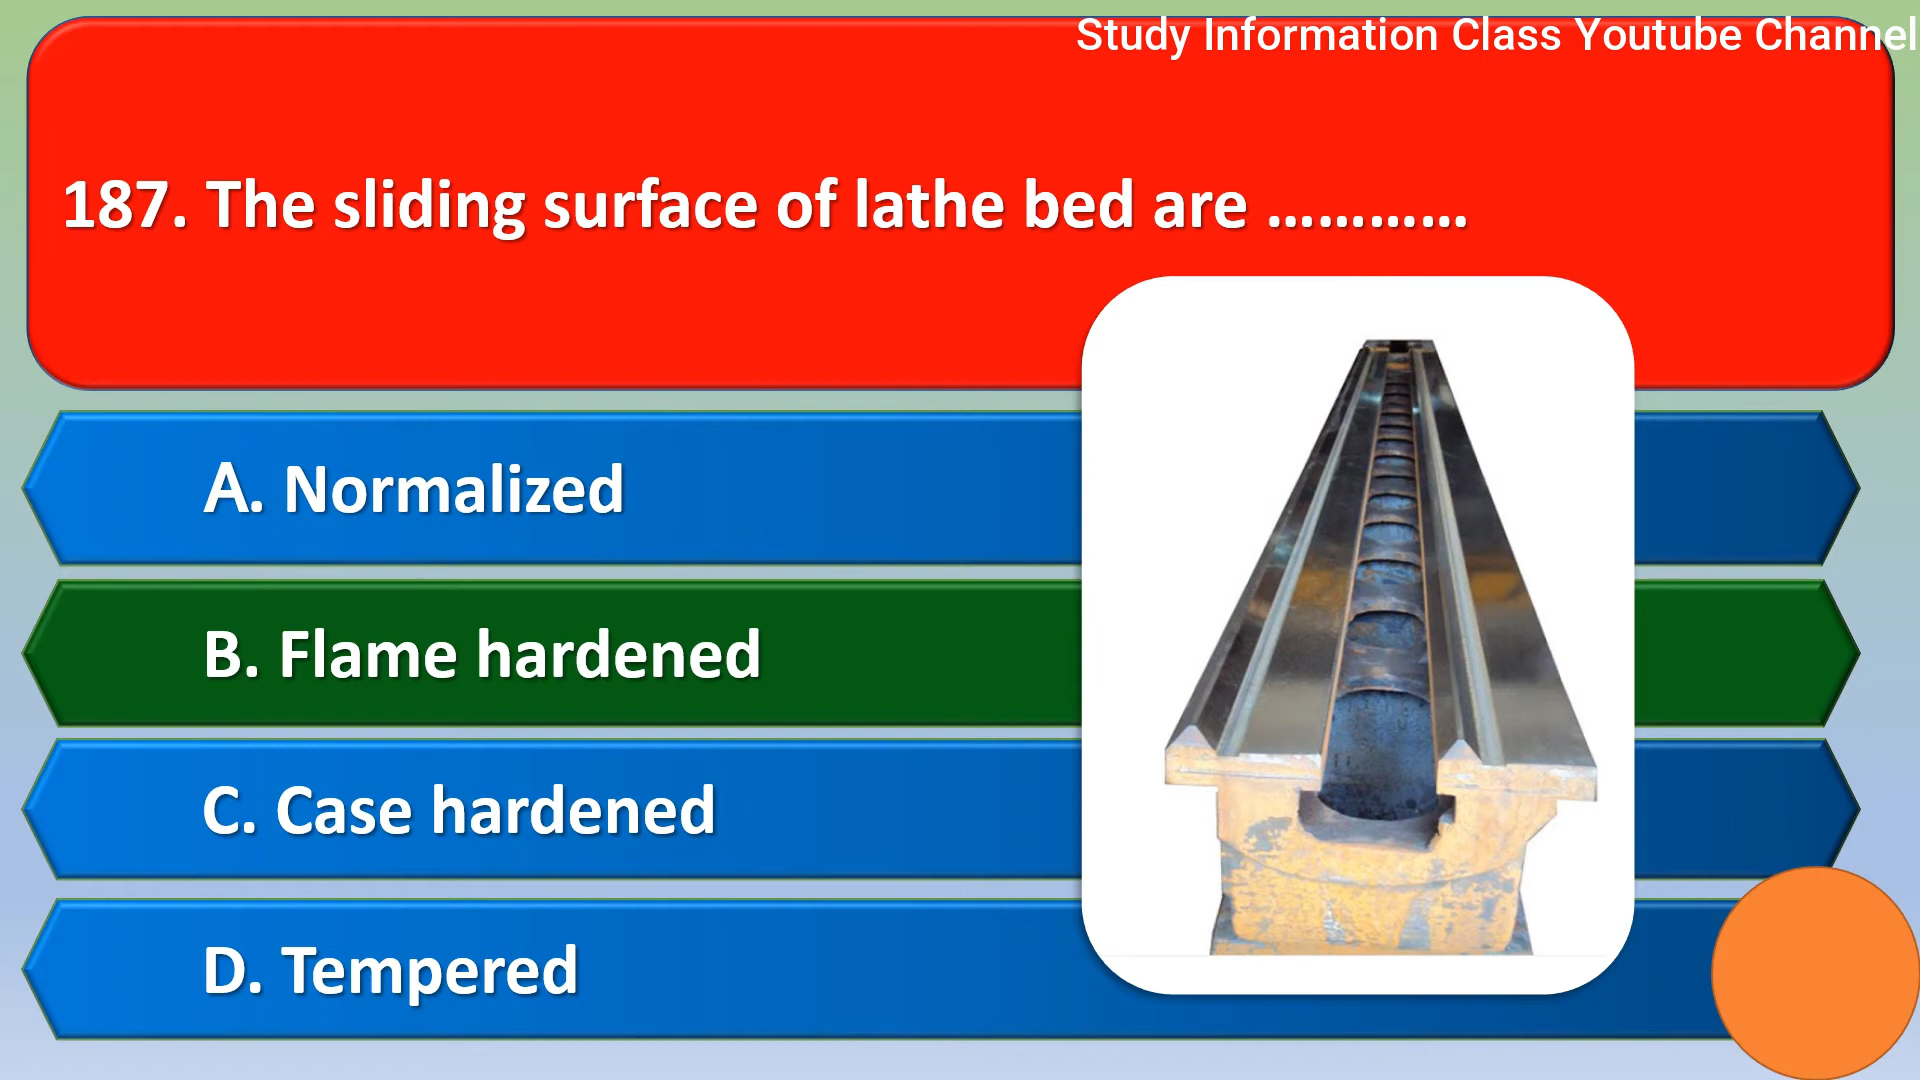 Study Information Class Youtube Channel
187. The sliding surface of lathe bed are ............
A. Normalized
B. Flame hardened
C. Case hardened
D. Tempered